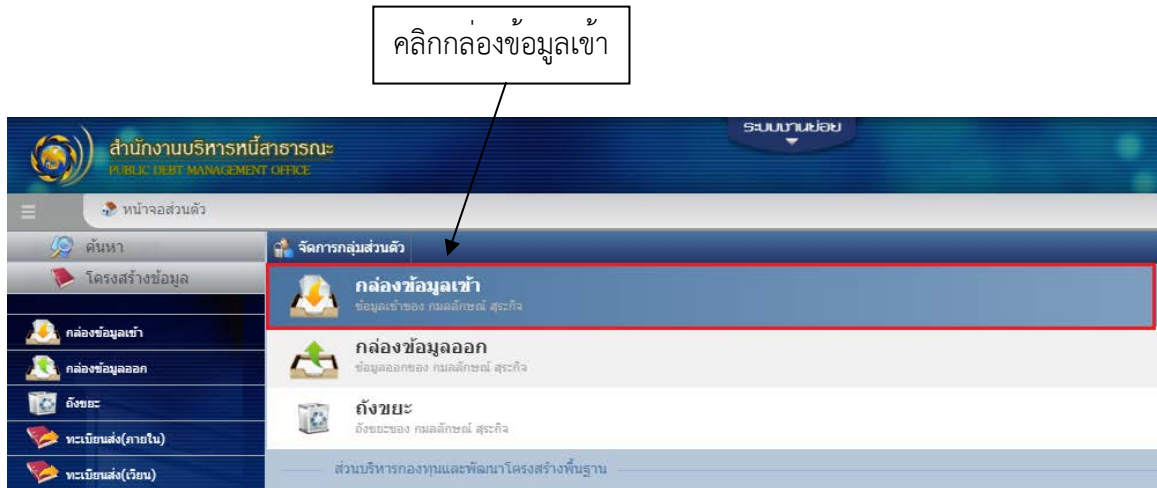 คลิกกล่องข้อมูลเข้า
ระบบงานย่อย
สำนักงานบริหารหนี้สาธารณะ
PUBLIC DEBT MANAGEMENT OFFICE
หน้าจอส่วนตัว
ค้นหา
จัดการกลุ่มส่วนตัว
โครงสร้างข้อมูล
กล่องข้อมูลเข้า
ข้อมูลเข้าของ กมลลักษณ์ สุระกิจ
กล่องข้อมูลเข้า
กล่องข้อมูลออก
กล่องข้อมูลออก
ข้อมูลออกของ กมลลักษณ์ สุระกิจ
ถังขยะ
ถังขยะ
ถังขยะของ กมลลักษณ์ สุระกิจ
ทะเบียนส่ง(ภายใน)
ส่วนบริหารกองทุนและพัฒนาโครงสร้างพื้นฐาน
ทะเบียนส่ง(เวียน)